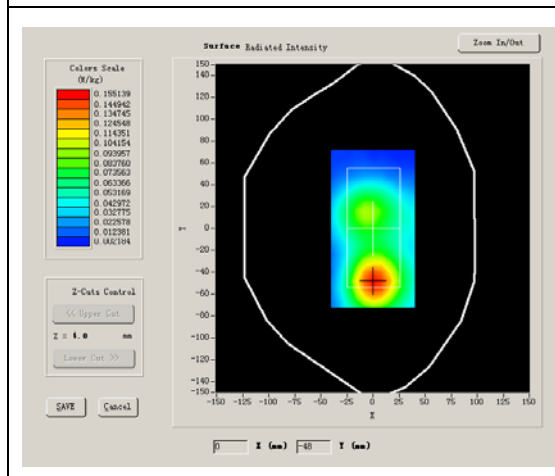 Surface Radiated Intensity
Zoom In/Out
Colors Scale
(W/kg)
0.155139
0.144942
0.134745
0.124548
0.114351
0.104154
0.093957
0.083760
0.073563
0.063366
0.053169
0.042972
0.032775
0.022578
0.012381
0.002184
150
140
120
100
80
60
40
20
0
-20
-40
-60
-80
-100
-120
-140
-150
Y
-150 -125 -100 -75 -50 -25 0 25 50 75 100 125 150
X
Z-Cuts Control
<< Upper Cut
Z = 4.0 mm
Lower Cut >>
SAVE
Cancel
0 X (mm) -48 Y (mm)